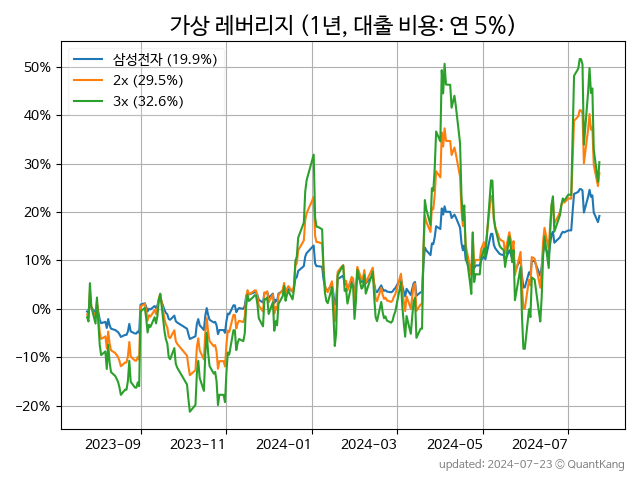 가상 레버리지 (1년, 대출 비용: 연 5%)
삼성전자 (19.9%)
2x (29.5%)
3x (32.6%)
50%
40%
30%
20%
10%
0%
−10%
−20%
2023-09
2023-11
2024-01
2024-03
2024-05
2024-07
updated: 2024-07-23 © QuantKang